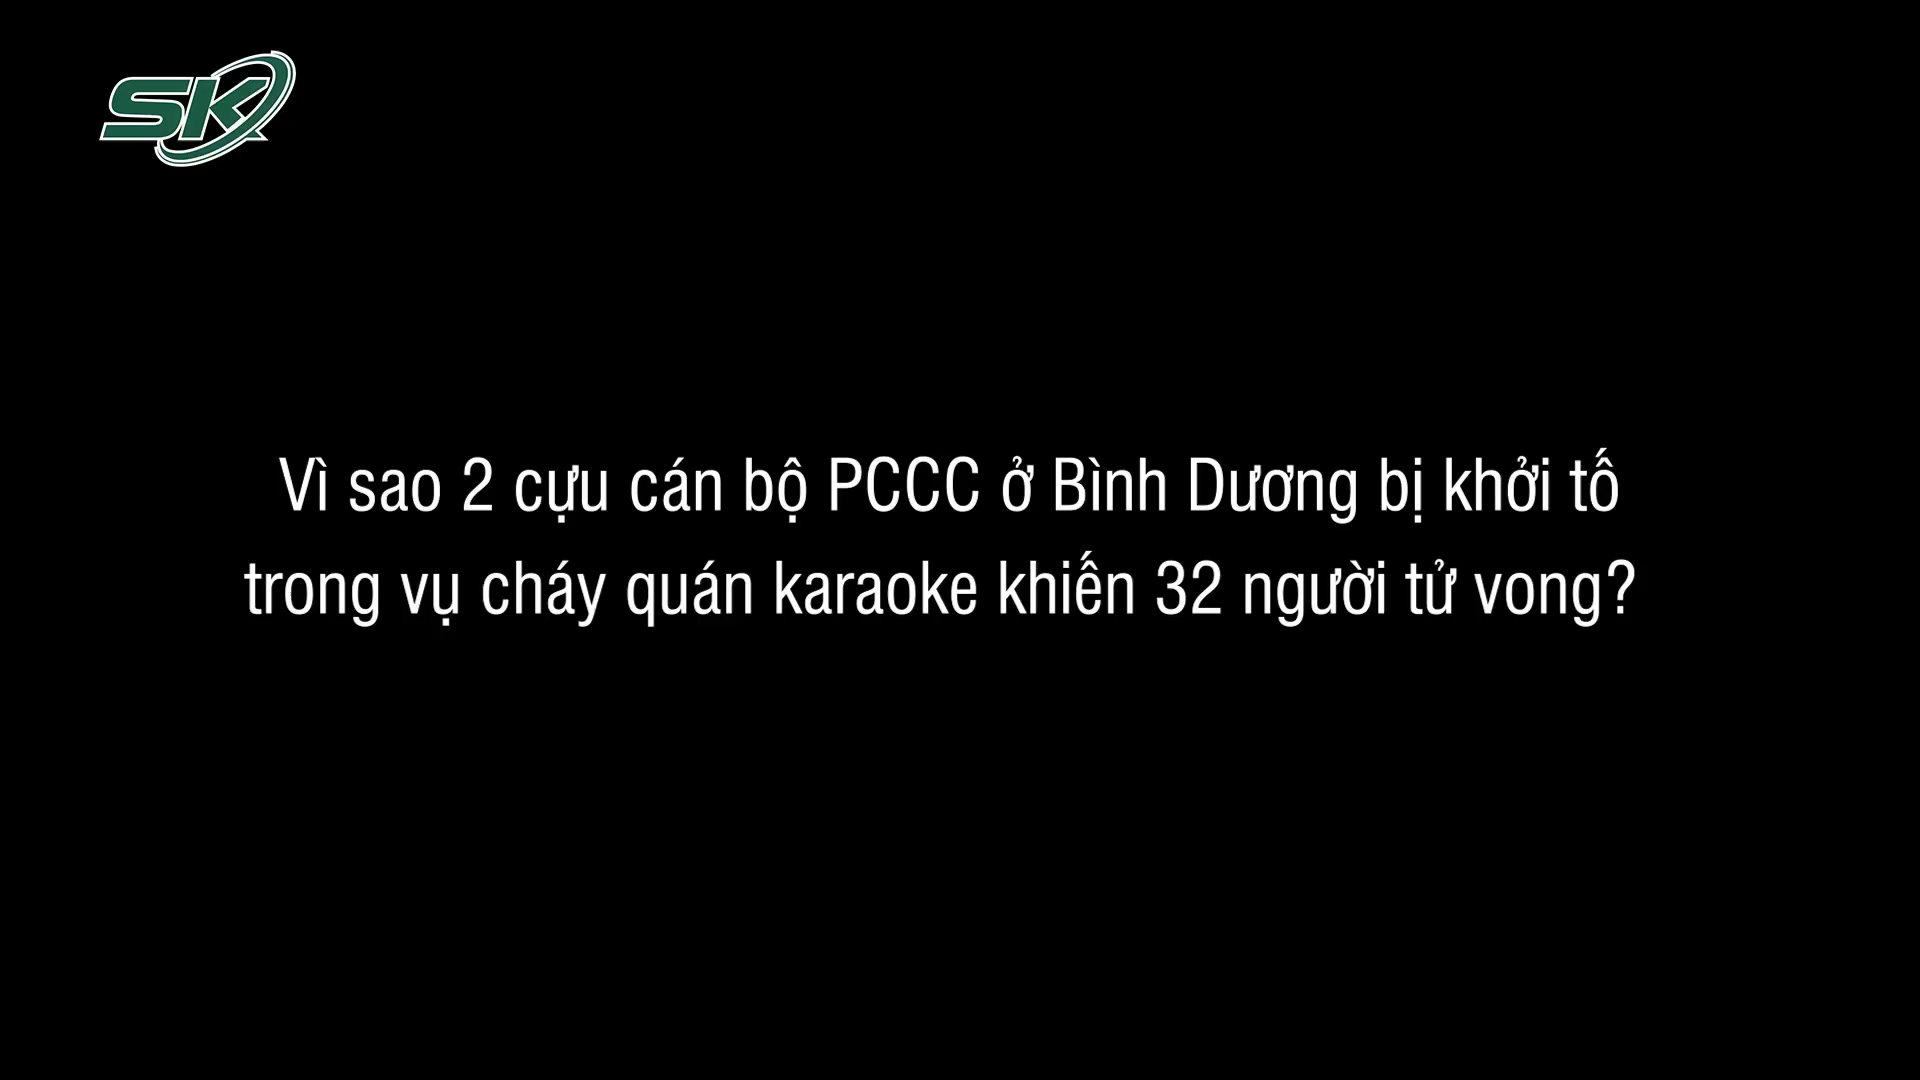 SK
Vì sao 2 cựu cán bộ PCCC ở Bình Dương bị khởi tố
trong vụ cháy quán karaoke khiến 32 người tử vong?